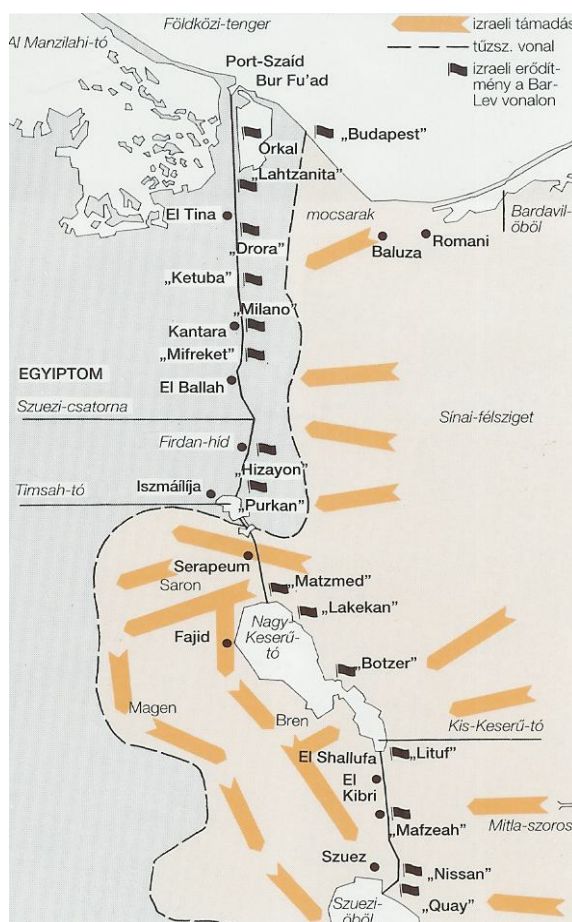 Földközi-tenger
Al Manzilahi-tó
izraeli támadás
tűzsz. vonal
izraeli erődít-
mény a Bar-
Lev vonalon
Port-Szaíd
Bur Fu'ad
„Budapest”
Orkal
„Lahtzanita”
El Tina
mocsarak
Bardavil-
öböl
„Drora”
Baluza
Romani
„Ketuba”
„Milano”
Kantara
„Mifreket”
EGYIPTOM
El Ballah
Szuezi-csatorna
Sínai-félsziget
Firdan-híd
„Hizayon”
Iszmáílíja
Timsah-tó
„Purkan”
Serapeum
Saron
„Matzmed”
„Lakekan”
Nagy-
Keserű-
tó
Fajid
„Botzer”
Magen
Bren
Kis-Keserű-tó
El Shallufa
„Lituf”
El
Kibri
„Mafzeah”
Mitla-szoros
Szuez
„Nissan”
„Quay”
Szuezi-
öböl